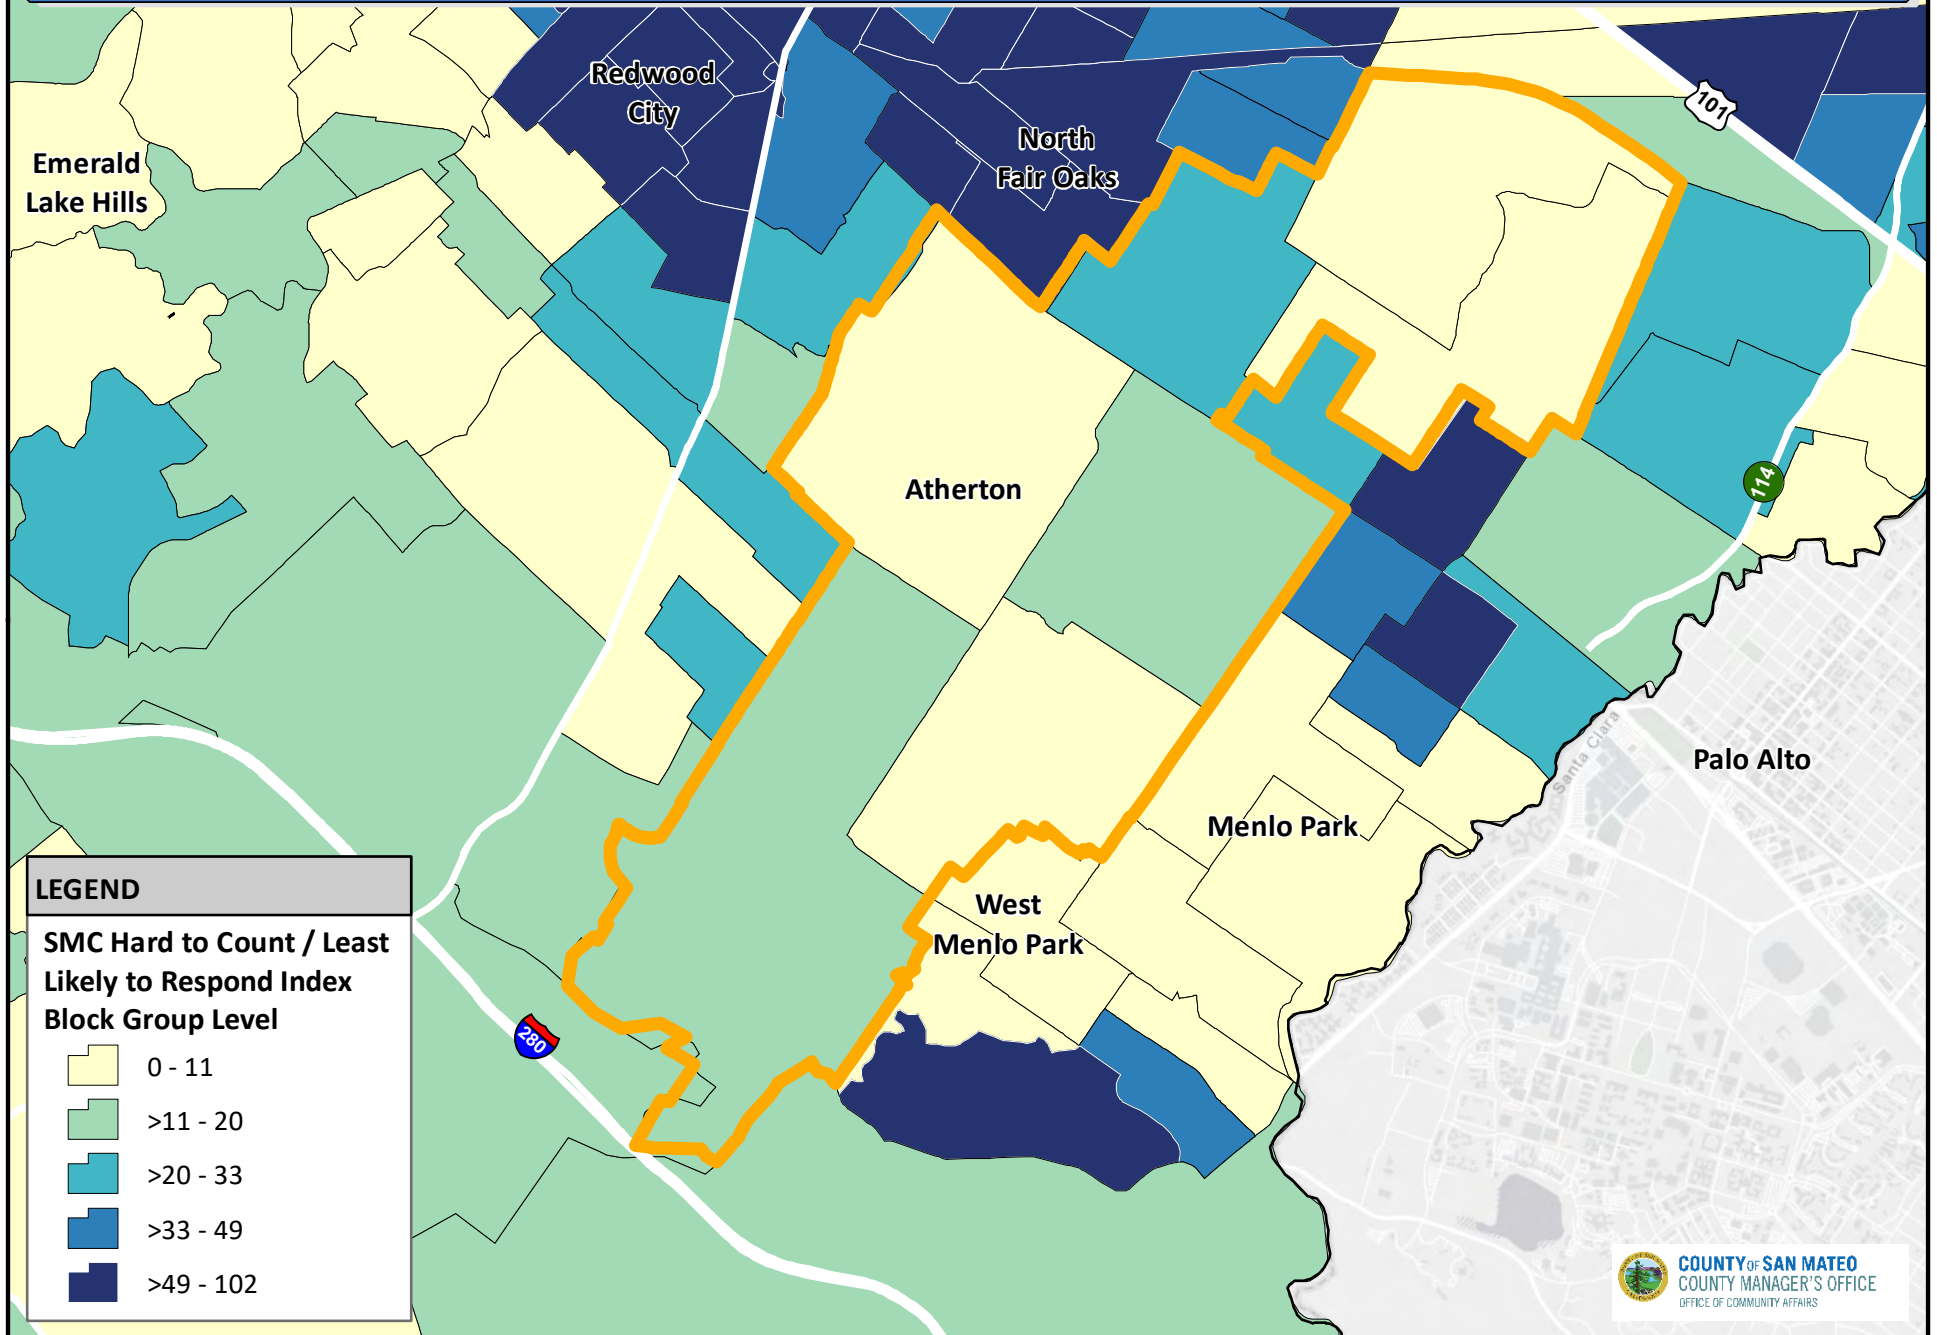 Redwood
City
101
North
Fair Oaks
Emerald
Lake Hills
Atherton
114
Santa Clara
Palo Alto
Menlo Park
West
Menlo Park
280
LEGEND
SMC Hard to Count / Least
Likely to Respond Index
Block Group Level
0 - 11
>11 - 20
>20 - 33
>33 - 49
>49 - 102
COUNTY OF SAN MATEO
COUNTY MANAGER'S OFFICE
OFFICE OF COMMUNITY AFFAIRS